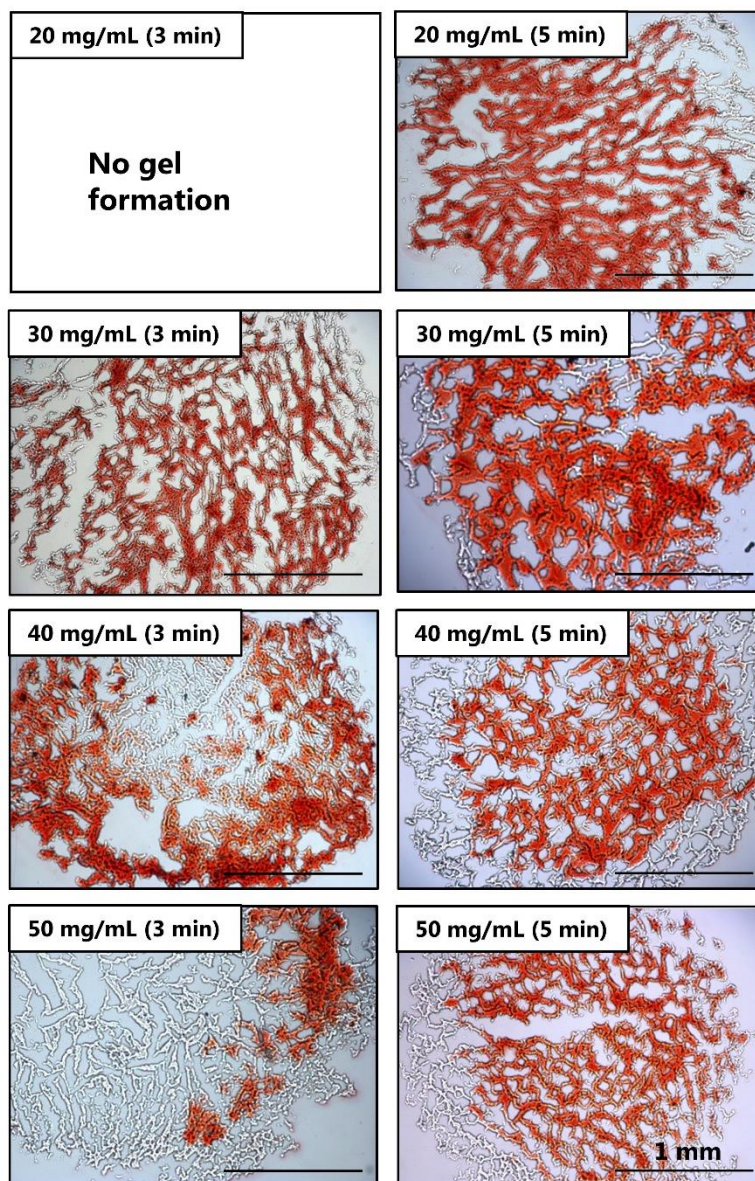 20 mg/mL (3 min)
No gel
formation
20 mg/mL (5 min)
30 mg/mL (3 min)
30 mg/mL (5 min)
40 mg/mL (3 min)
40 mg/mL (5 min)
50 mg/mL (3 min)
50 mg/mL (5 min)
1 mm